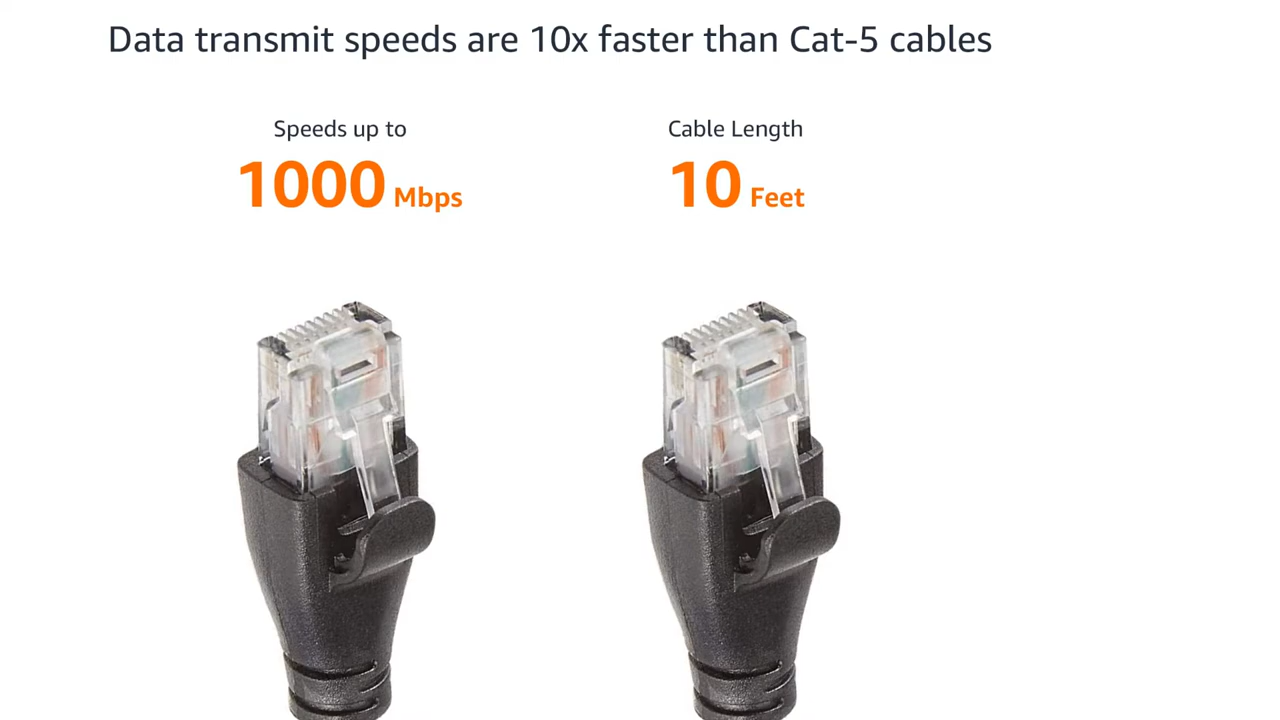 Data transmit speeds are 10x faster than Cat-5 cables
Speeds up to
1000 Mbps
Cable Length
10 Feet